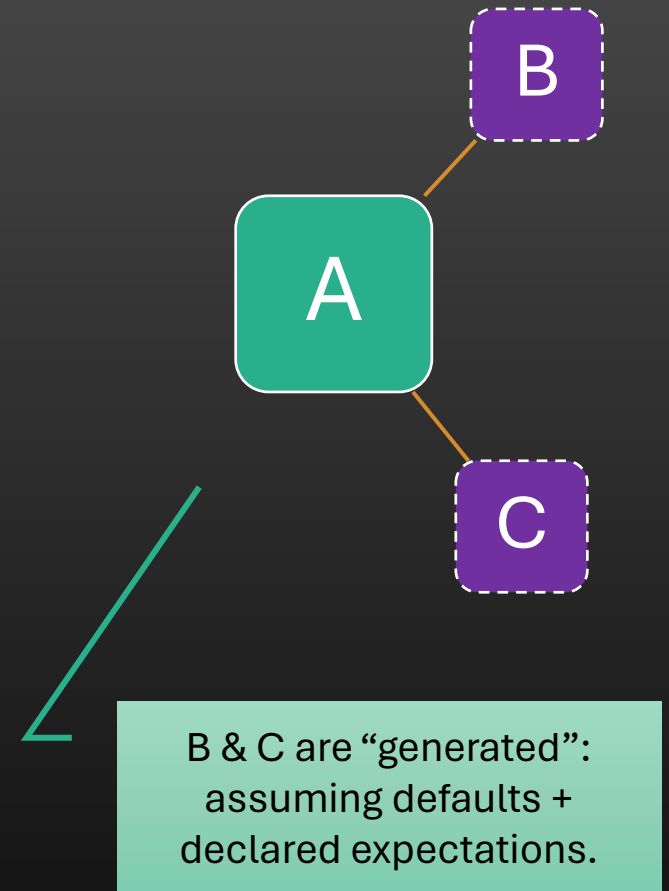 B
A
C
B & C are “generated”:
assuming defaults +
declared expectations.